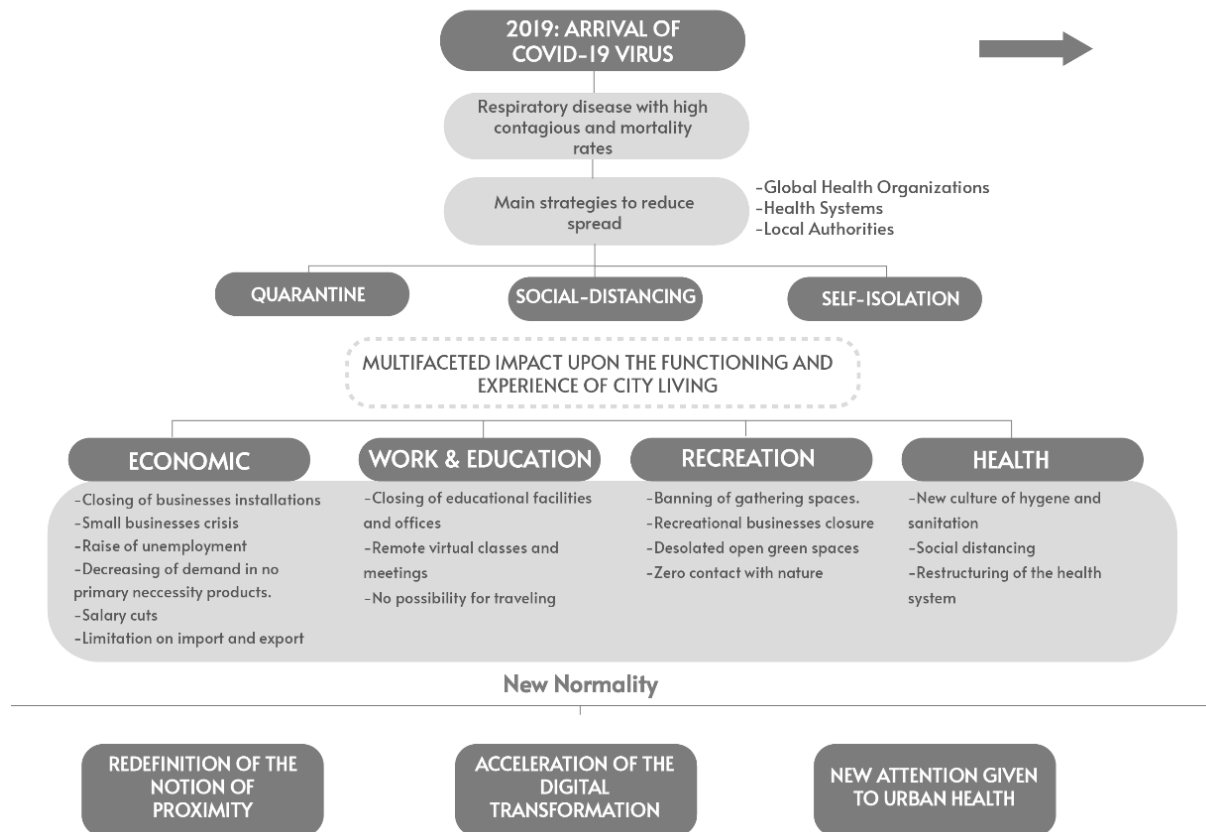 2019: ARRIVAL OF
COVID-19 VIRUS
Respiratory disease with high
contagious and mortality
rates
Main strategies to reduce
spread
-Global Health Organizations
-Health Systems
-Local Authorities
QUARANTINE
SOCIAL-DISTANCING
SELF-ISOLATION
MULTIFACETED IMPACT UPON THE FUNCTIONING AND
EXPERIENCE OF CITY LIVING
ECONOMIC
-Closing of businesses installations
-Small businesses crisis
-Raise of unemployment
-Decreasing of demand in no
primary neccessity products.
-Salary cuts
-Limitation on import and export
WORK & EDUCATION
-Closing of educational facilities
and offices
-Remote virtual classes and
meetings
-No possibility for traveling
RECREATION
-Banning of gathering spaces.
-Recreational businesses closure
-Desolated open green spaces
-Zero contact with nature
HEALTH
-New culture of hygene and
sanitation
-Social distancing
-Restructuring of the health
system
New Normality
REDEFINITION OF THE
NOTION OF
PROXIMITY
ACCELERATION OF THE
DIGITAL
TRANSFORMATION
NEW ATTENTION GIVEN
TO URBAN HEALTH